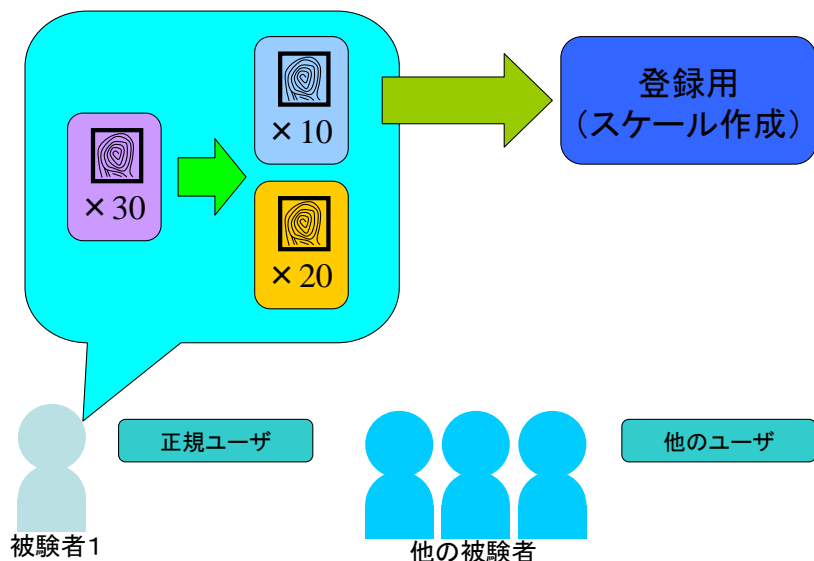 ×10
登録用
(スケール作成)
×30
×20
正規ユーザ
他のユーザ
被験者1
他の被験者